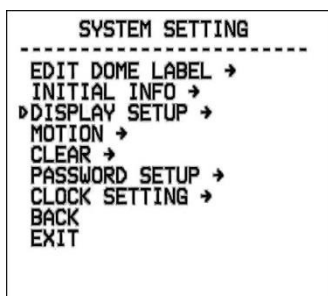 SYSTEM SETTING
EDIT DOME LABEL →
INITIAL INFO →
DISPLAY SETUP →
MOTION →
CLEAR →
PASSWORD SETUP →
CLOCK SETTING →
BACK
EXIT